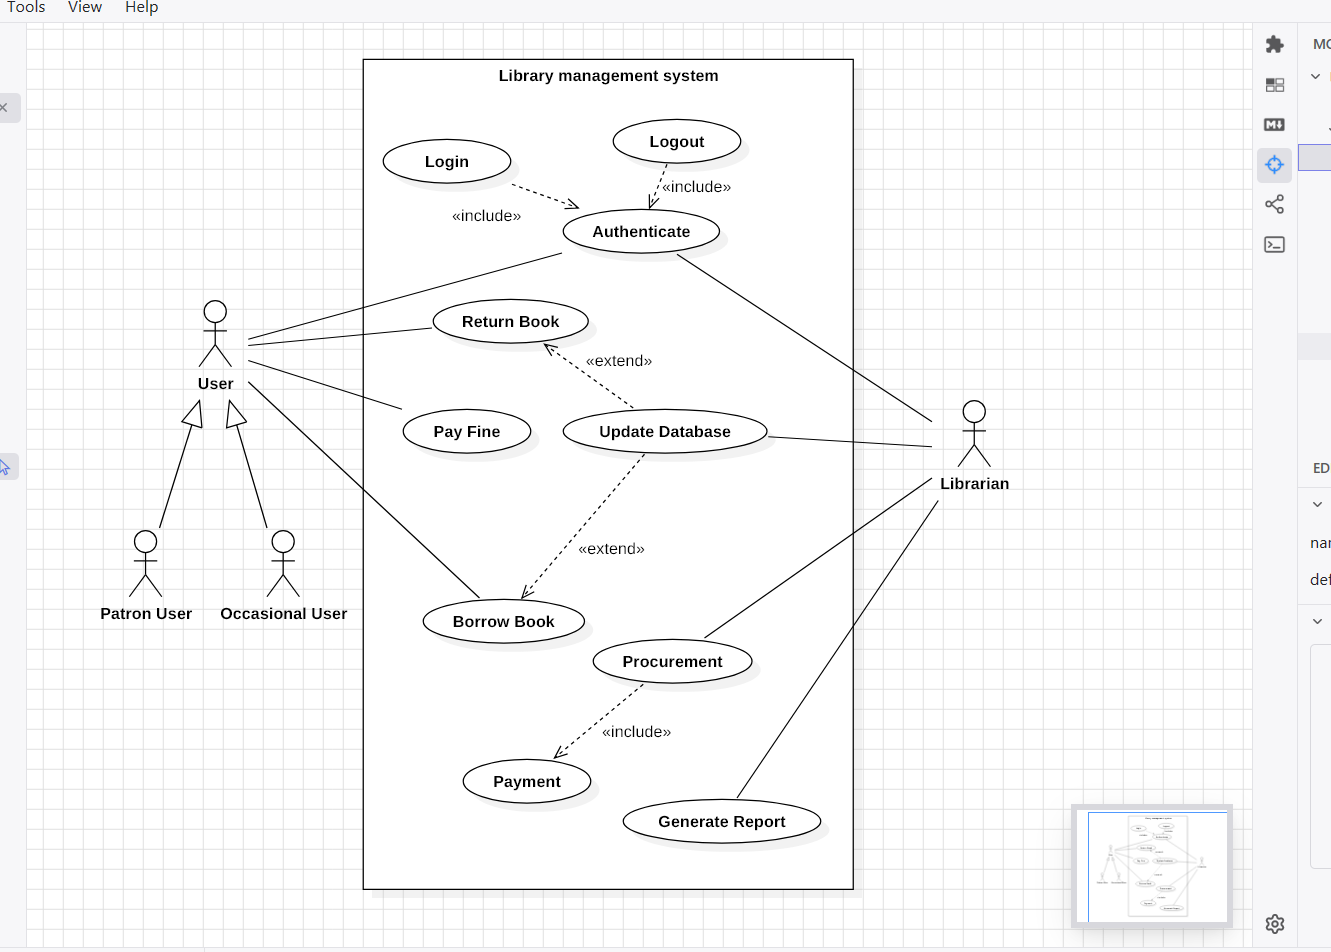 Tools View Help
MO
Library management system
Logout
Login
«include»
«include»
Authenticate
Return Book
«extend»
User
Pay Fine
Update Database
ED
Librarian
nar
«extend»
def
Patron User
Occasional User
Borrow Book
Procurement
«include»
Payment
Generate Report